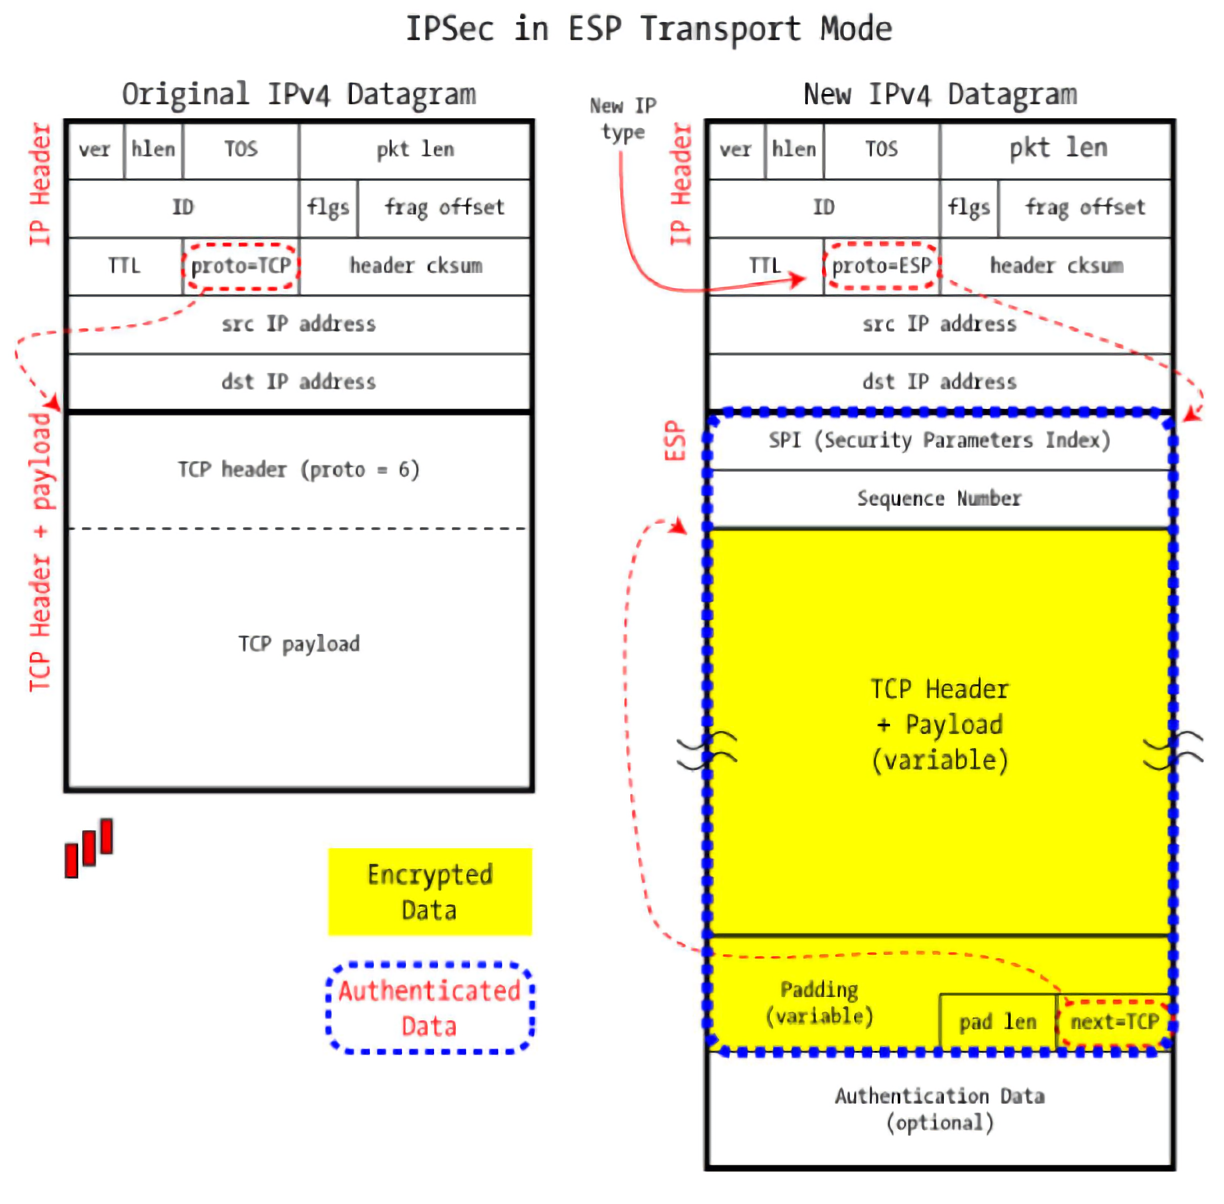 IPSec in ESP Transport Mode
Original IPv4 Datagram
IP Header
ver hlen TOS pkt len
ID flgs frag offset
TTL proto=TCP header cksum
src IP address
dst IP address
TCP Header + payload
TCP header (proto = 6)
TCP payload
Encrypted
Data
Authenticated
Data
New IP
type
New IPv4 Datagram
IP Header
ver hlen TOS pkt len
ID flgs frag offset
TTL proto=ESP header cksum
src IP address
dst IP address
ESP
SPI (Security Parameters Index)
Sequence Number
TCP Header
+ Payload
(variable)
Padding
(variable)
pad len next=TCP
Authentication Data
(optional)